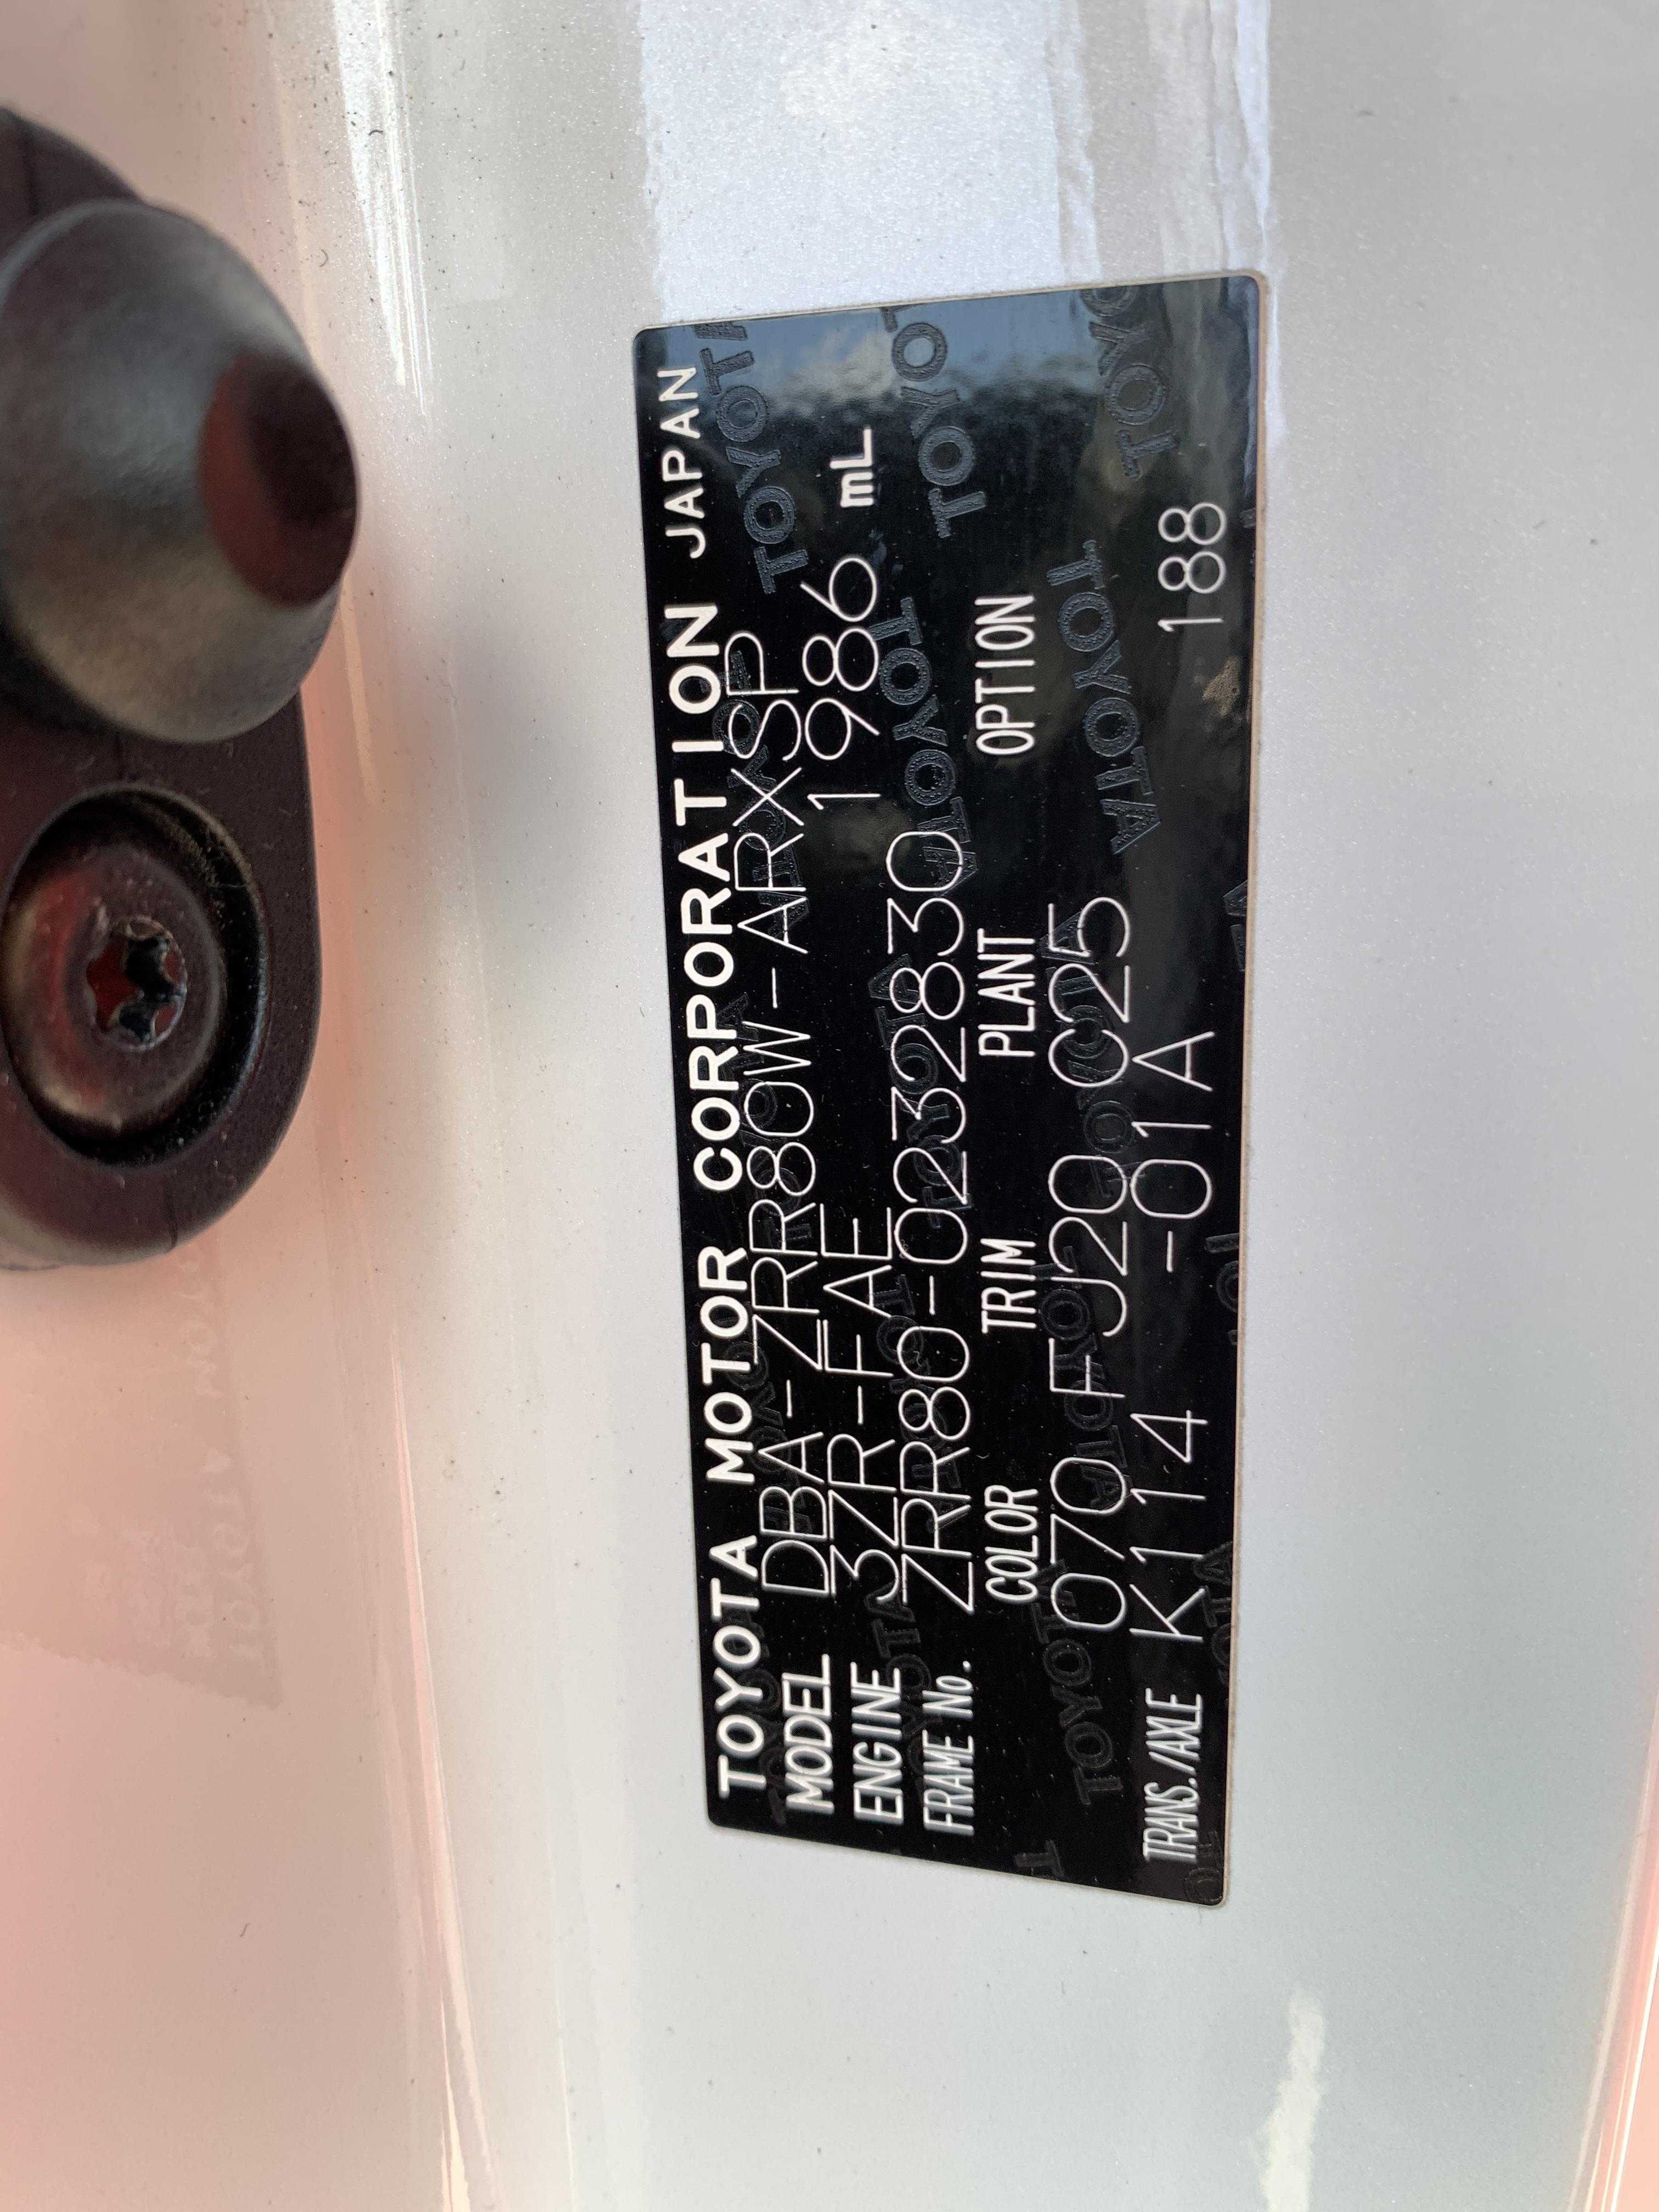 TOYOTA MOTOR CORPORATION JAPAN
MODEL DBA-ZRR80W-ARXSP
ENGINE 3ZR-FAE 1986 mL
FRAME No. ZRR80-0232830
COLOR TRIM PLANT OPTION
070 FJ20 C25
TRANS./AXLE K114 -01A 188